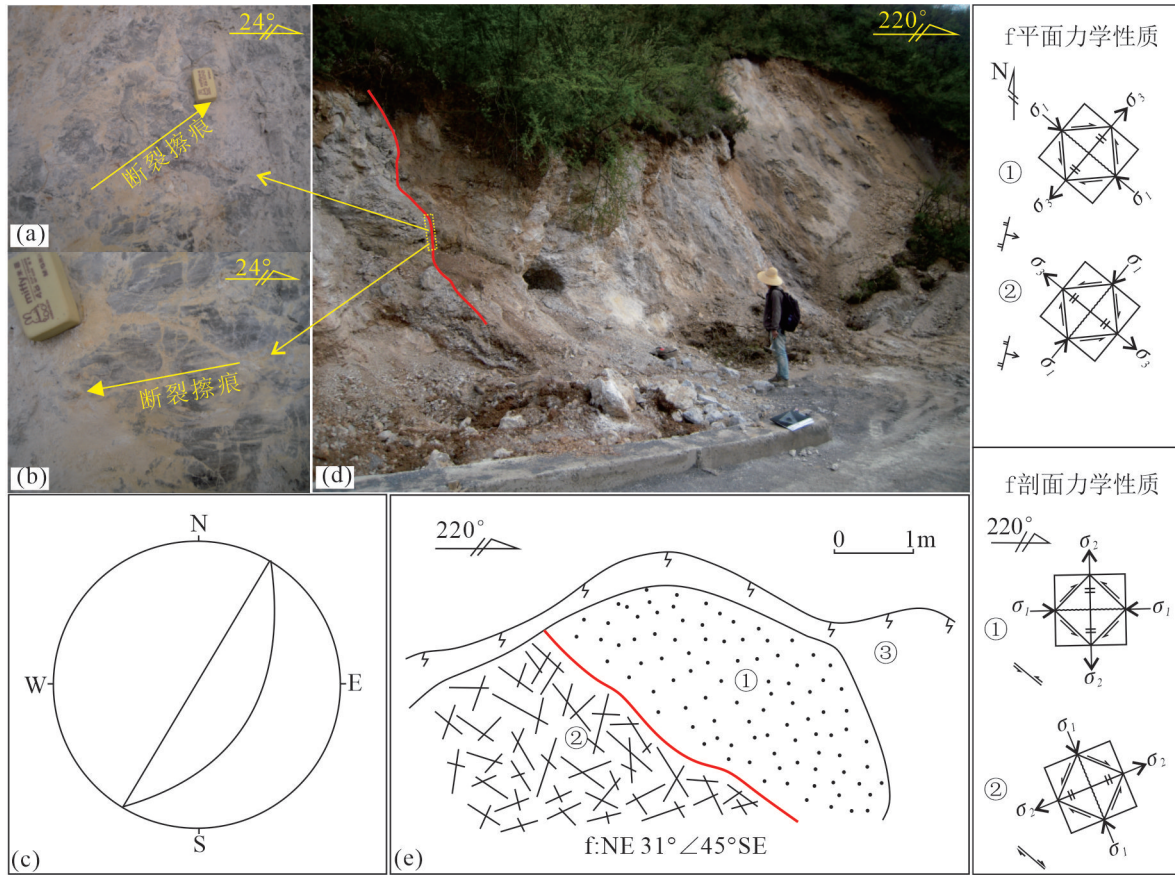 24°
断裂擦痕
(a)
24°
断裂擦痕
(b)
220°
(d)
N
W
E
S
(c)
220°
0 1m
①
②
③
f:NE 31°∠45°SE
(e)
f平面力学性质
N
σ1
σ3
①
σ3
σ1
σ3
σ1
②
σ1
σ3
f剖面力学性质
220°
σ2
σ1
σ1
①
σ2
σ1
σ2
②
σ2
σ1